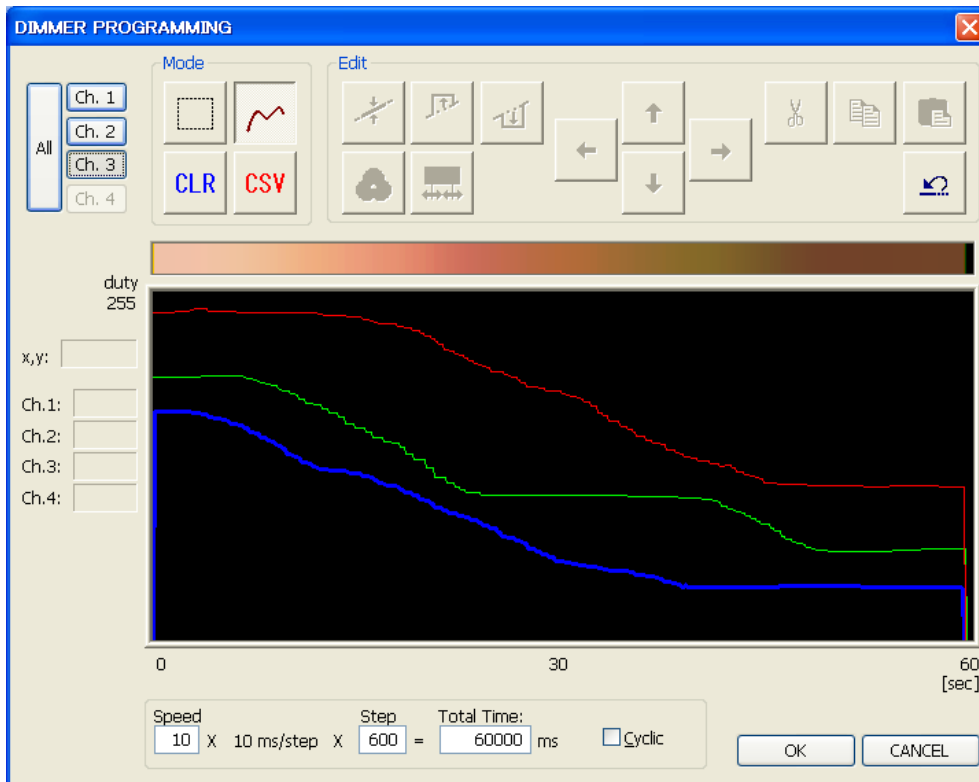 DIMMER PROGRAMMING
Mode
Edit
All
Ch. 1
Ch. 2
Ch. 3
Ch. 4
CLR
CSV
duty
255
x,y:
Ch.1:
Ch.2:
Ch.3:
Ch.4:
0
30
60
[sec]
Speed
Step
Total Time:
10 X 10 ms/step X 600 = 60000 ms
Cyclic
OK
CANCEL